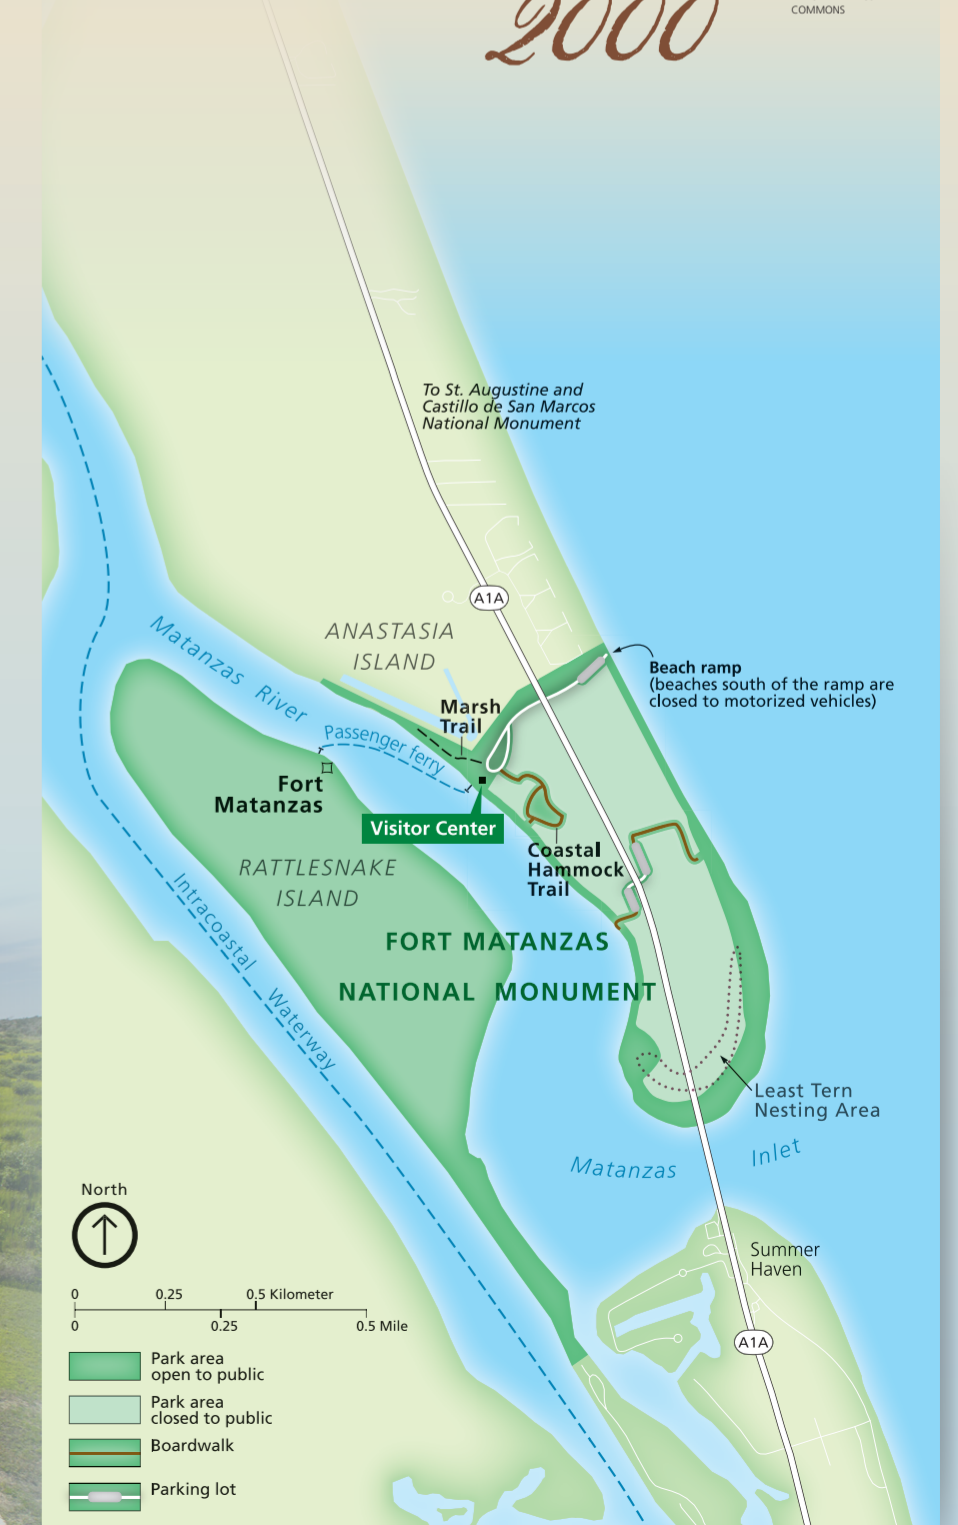 2000
COMMONS
To St. Augustine and
Castillo de San Marcos
National Monument
A1A
ANASTASIA
ISLAND
Matanzas River
Beach ramp
(beaches south of the ramp are
closed to motorized vehicles)
Marsh
Trail
Passenger ferry
Fort
Matanzas
Visitor Center
Coastal
Hammock
Trail
RATTLESNAKE
ISLAND
Intracoastal Waterway
FORT MATANZAS
NATIONAL MONUMENT
Least Tern
Nesting Area
Matanzas Inlet
North
Summer
Haven
A1A
0 0.25 0.5 Kilometer
0 0.25 0.5 Mile
Park area
open to public
Park area
closed to public
Boardwalk
Parking lot